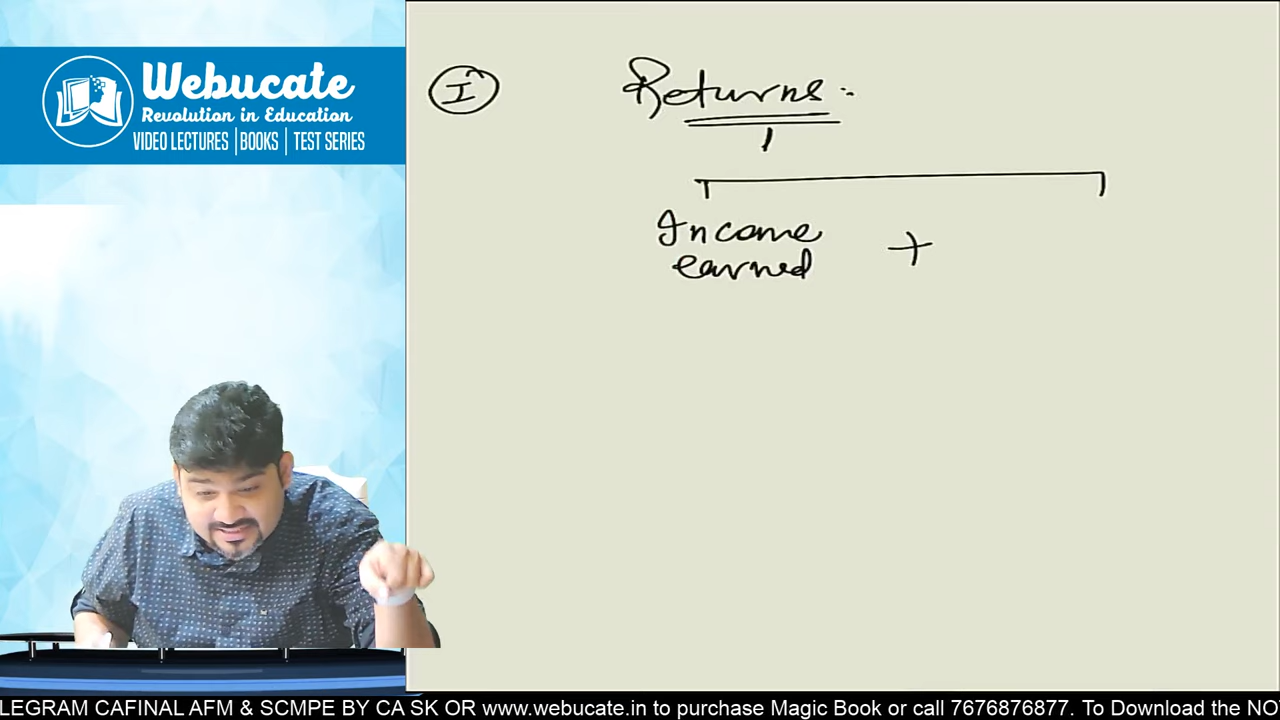 Webucate
Revolution in Education
VIDEO LECTURES | BOOKS | TEST SERIES
I Returns:
Income +
earned
LEGRAM CAFINAL AFM & SCMPE BY CA SK OR www.webucate.in to purchase Magic Book or call 7676876877. To Download the NO